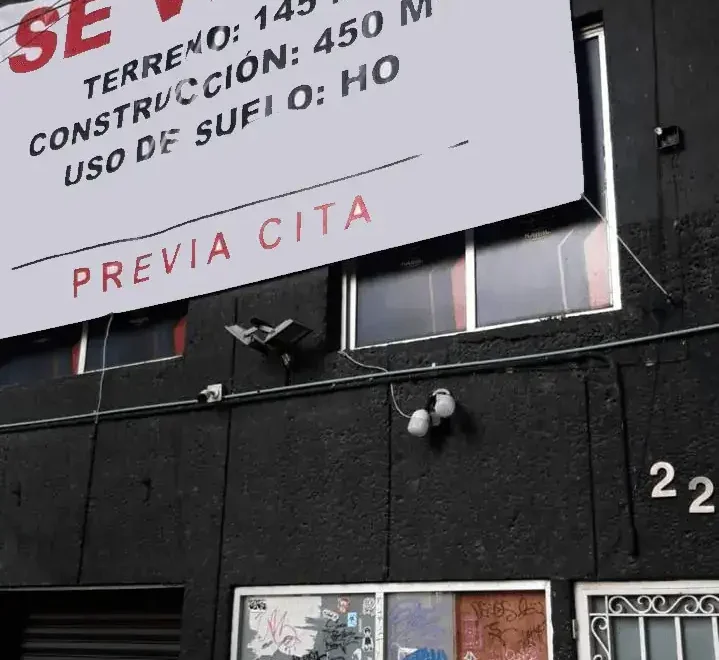 SE V
TERRENO: 145
CONSTRUCCIÓN: 450 M
USO DE SUELO: HO
PREVIA CITA
22